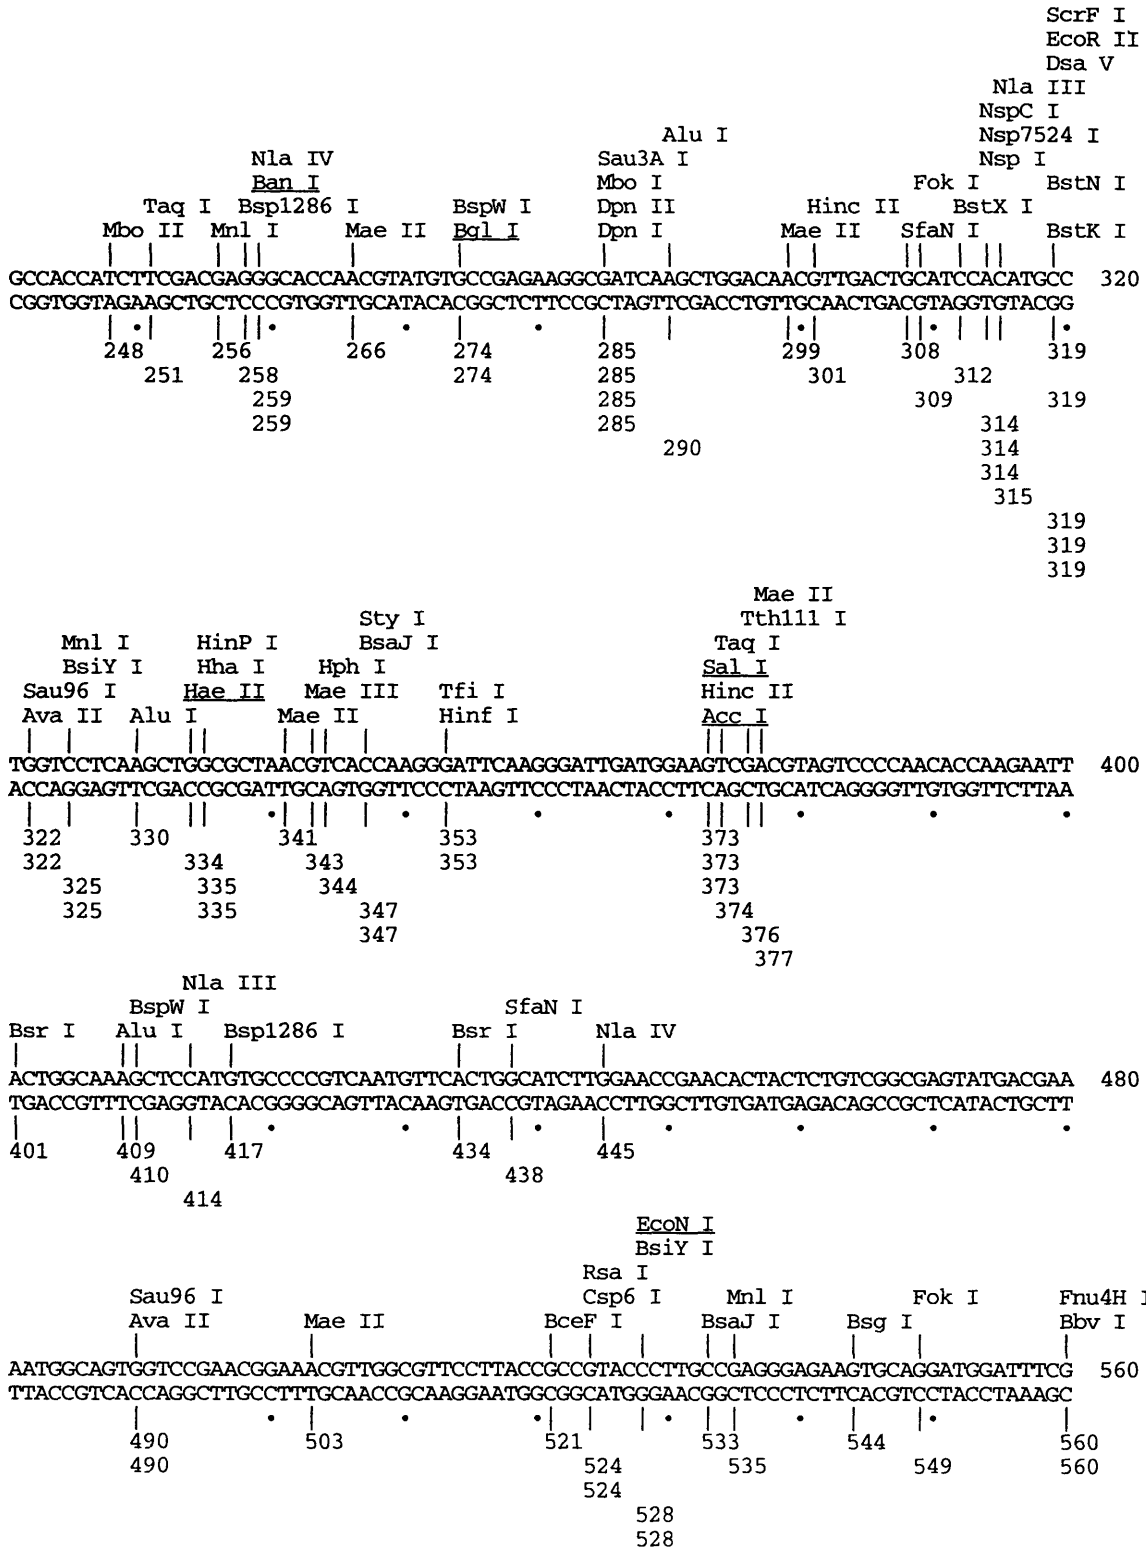 ScrF I
EcoR II
Dsa V
Nla III
NspC I
Alu I Nsp7524 I
Nla IV Sau3A I Nsp I
Ban I Mbo I Fok I BstN I
Taq I Bsp1286 I BspW I Dpn II Hinc II BstX I
Mbo II Mnl I Mae II Bgl I Dpn I Mae II SfaN I BstK I
GCCACCATCTTCGACGAGGGCACCAACGTATGTGCCGAGAAGGCGATCAAGCTGGACAACGTTGACTGCATCCACATGCC 320
CGGTGGTAGAAGCTGCTCCCGTGGTTGCATACACGGCTCTTCCGCTAGTTCGACCTGTTGCAACTGACGTAGGTGTACGG
248 256 266 274 285 299 308 319
251 258 274 285 301 312
259 285 309 319
259 285 314
290 314
314
315
319
319
319
Mae II
Sty I Tth111 I
Mnl I HinP I BsaJ I Taq I
BsiY I Hha I Hph I Sal I
Sau96 I Hae II Mae III Tfi I Hinc II
Ava II Alu I Mae II Hinf I Acc I
TGGTCCTCAAGCTGGCGCTAACGTCACCAAGGGATTCAAGGGATTGATGGAAGTCGACGTAGTCCCCAACACCAAGAATT 400
ACCAGGAGTTCGACCGCGATTGCAGTGGTTCCCTAAGTTCCCTAACTACCTTCAGCTGCATCAGGGGTTGTGGTTCTTAA
322 330 341 353 373
322 334 343 353 373
325 335 344 373
325 335 347 374
347 376
377
Nla III
BspW I SfaN I
Bsr I Alu I Bsp1286 I Bsr I Nla IV
ACTGGCAAAGCTCCATGTGCCCCGTCAATGTTCACTGGCATCTTGGAACCGAACACTACTCTGTCGGCGAGTATGACGAA 480
TGACCGTTTCGAGGTACACGGGGCAGTTACAAGTGACCGTAGAACCTTGGCTTGTGATGAGACAGCCGCTCATACTGCTT
401 409 417 434 445
410 438
414
EcoN I
BsiY I
Rsa I
Sau96 I Csp6 I Mnl I Fok I Fnu4H I
Ava II Mae II BceF I BsaJ I Bsg I Bbv I
AATGGCAGTGGTCCGAACGGAAACGTTGGCGTTCCTTACCGCCGTACCCTTGCCGAGGGAGAAGTGCAGGATGGATTTCG 560
TTACCGTCACCAGGCTTGCCTTTGCAACCGCAAGGAATGGCGGCATGGGAACGGCTCCCTCTTCACGTCCTACCTAAAGC
490 503 521 533 544 560
490 524 535 549 560
524
528
528